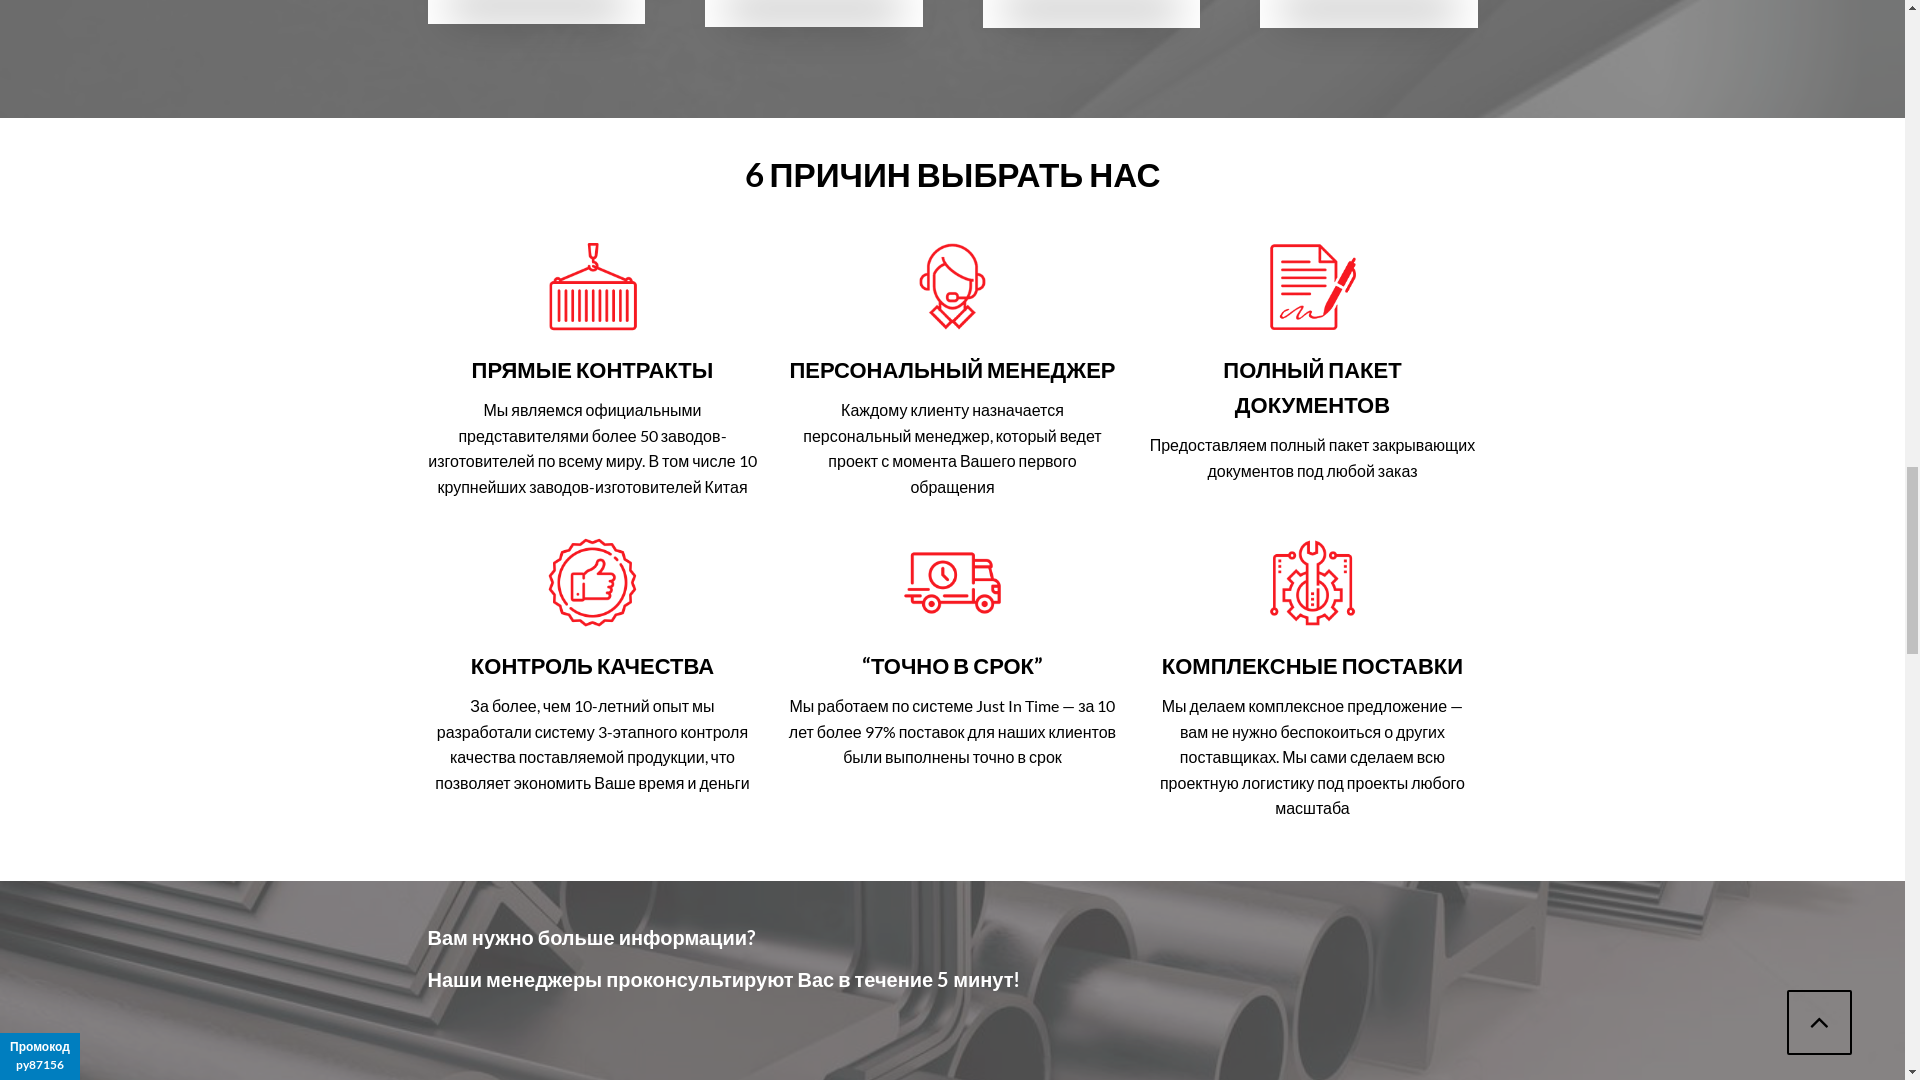 6 ПРИЧИН ВЫБРАТЬ НАС
ПРЯМЫЕ КОНТРАКТЫ
Мы являемся официальными
представителями более 50 заводов-
изготовителей по всему миру. В том числе 10
крупнейших заводов-изготовителей Китая
ПЕРСОНАЛЬНЫЙ МЕНЕДЖЕР
Каждому клиенту назначается
персональный менеджер, который ведет
проект с момента Вашего первого
обращения
ПОЛНЫЙ ПАКЕТ
ДОКУМЕНТОВ
Предоставляем полный пакет закрывающих
документов под любой заказ
КОНТРОЛЬ КАЧЕСТВА
За более, чем 10-летний опыт мы
разработали систему 3-этапного контроля
качества поставляемой продукции, что
позволяет экономить Ваше время и деньги
“ТОЧНО В СРОК”
Мы работаем по системе Just In Time — за 10
лет более 97% поставок для наших клиентов
были выполнены точно в срок
КОМПЛЕКСНЫЕ ПОСТАВКИ
Мы делаем комплексное предложение —
вам не нужно беспокоиться о других
поставщиках. Мы сами сделаем всю
проектную логистику под проекты любого
масштаба
Вам нужно больше информации?
Наши менеджеры проконсультируют Вас в течение 5 минут!
Промокод
py87156